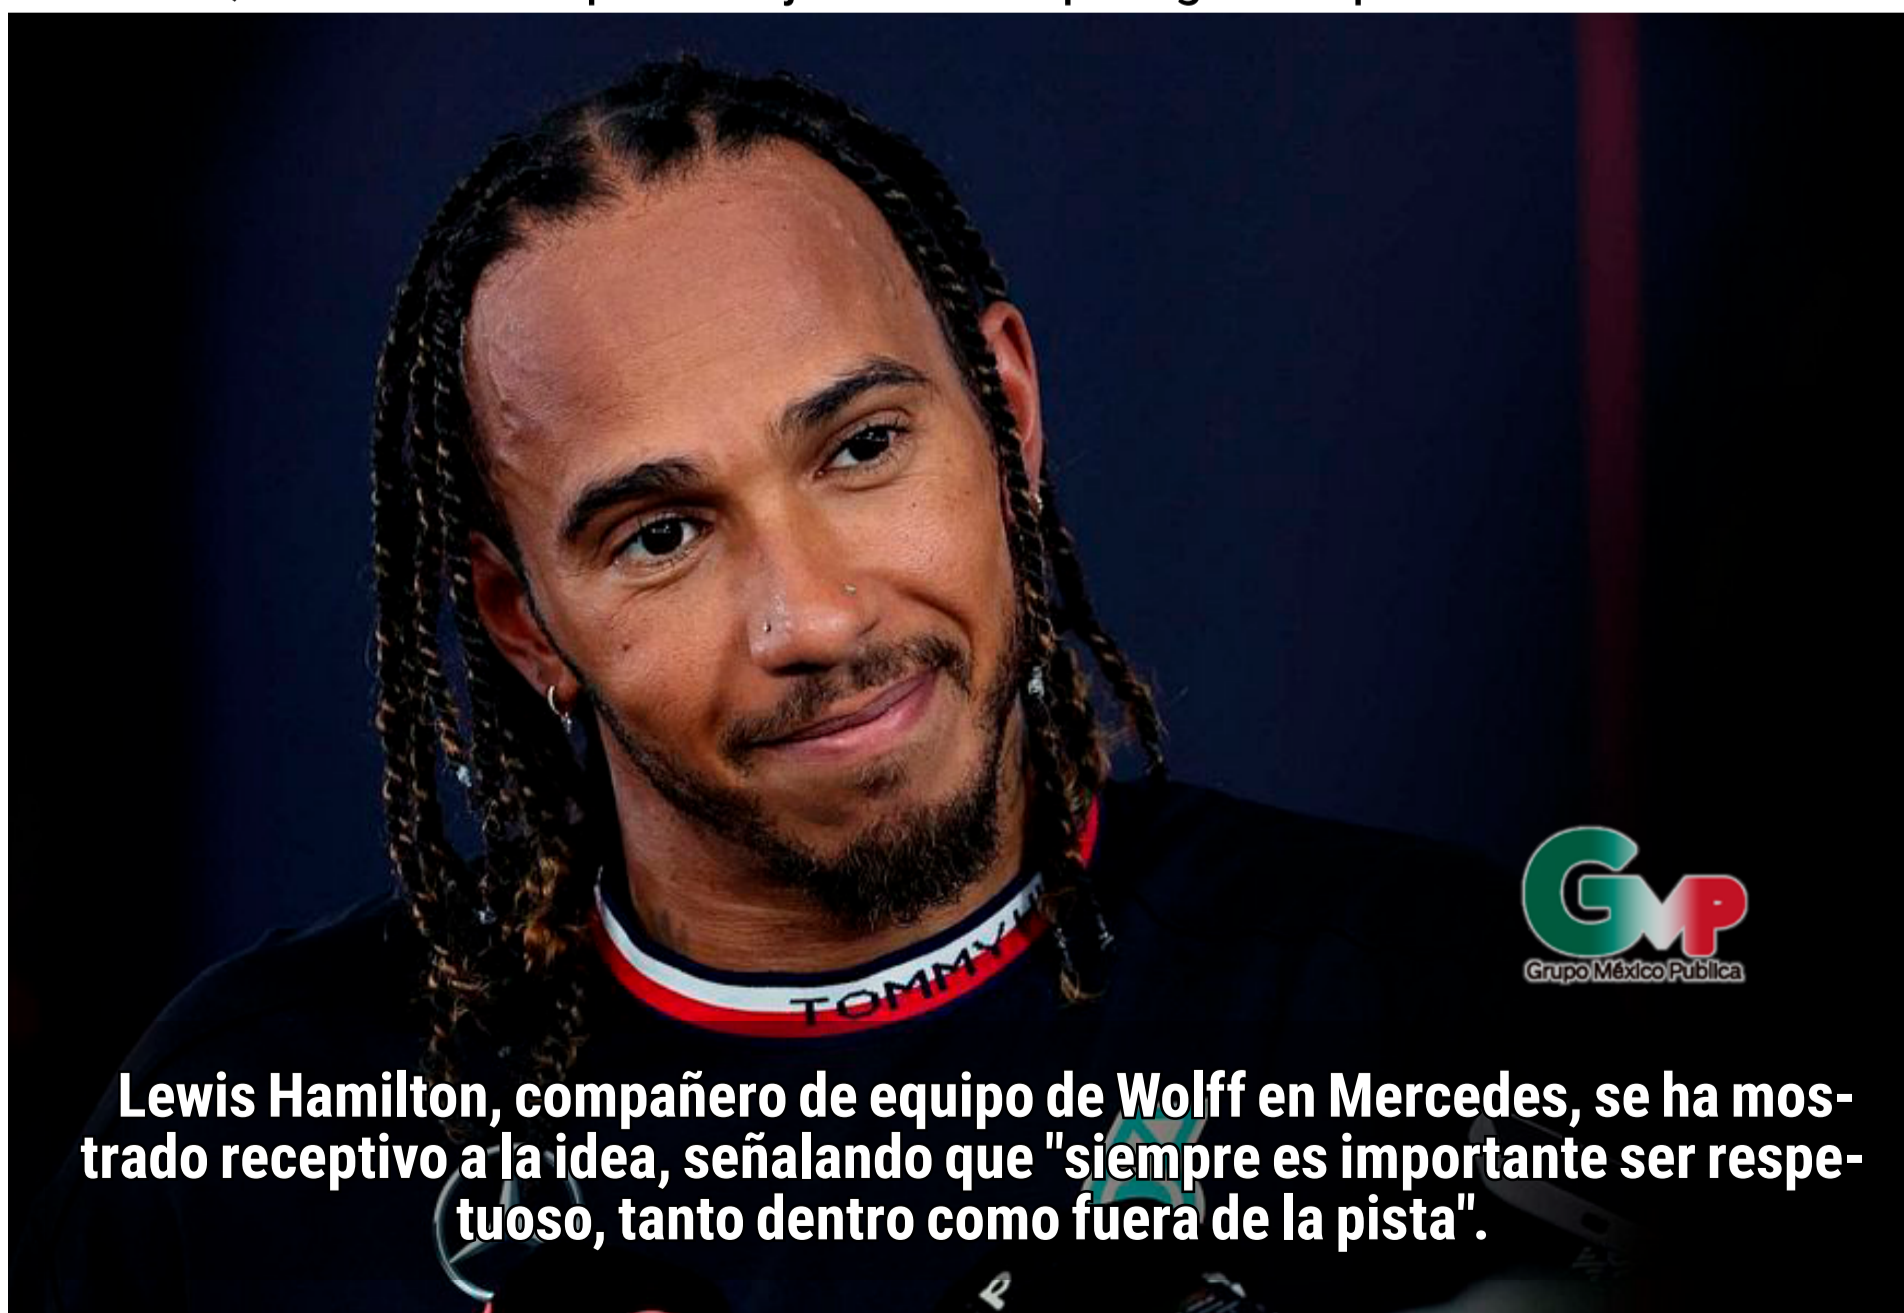 TOMMY H
GMP
Grupo México Publica
Lewis Hamilton, compañero de equipo de Wolff en Mercedes, se ha mos-
trado receptivo a la idea, señalando que "siempre es importante ser respe-
tuoso, tanto dentro como fuera de la pista".